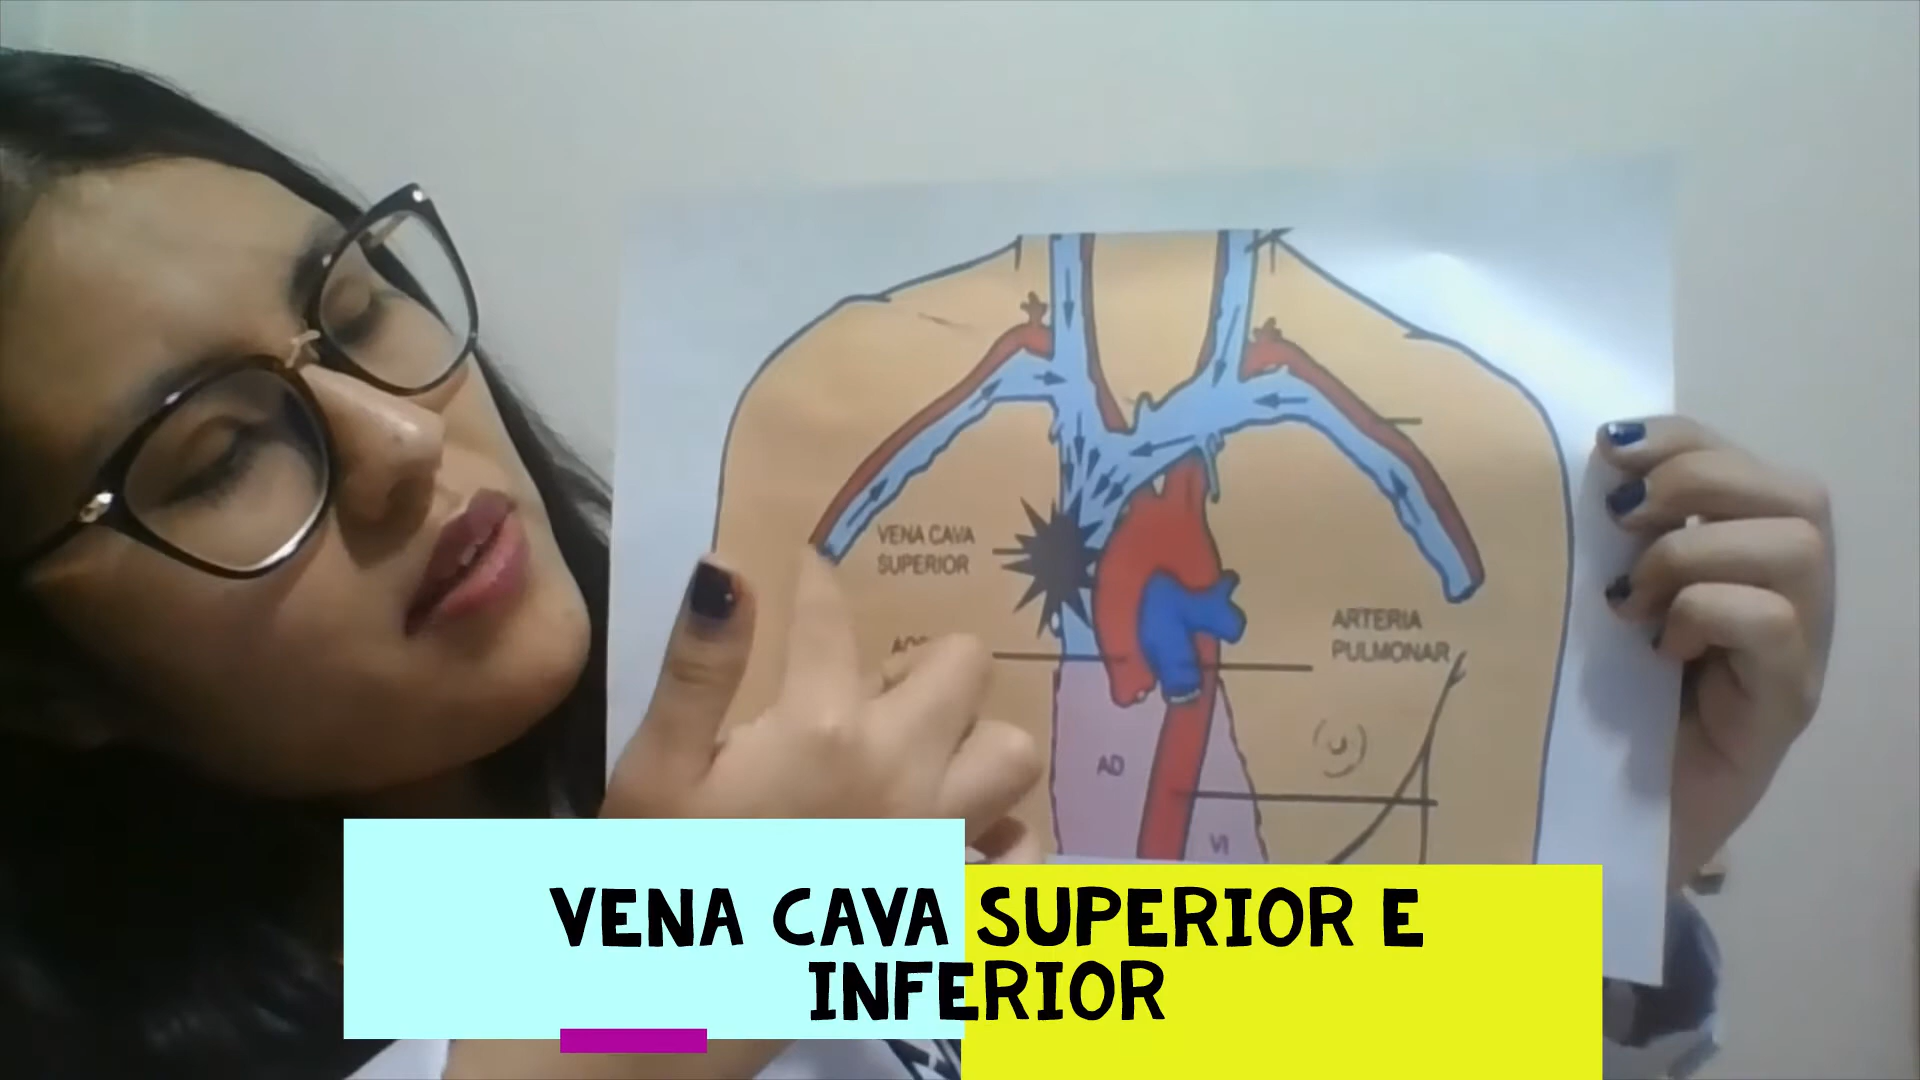 VENA CAVA
SUPERIOR
ARTERIA
PULMONAR
AD
VI
VENA CAVA SUPERIOR E
INFERIOR